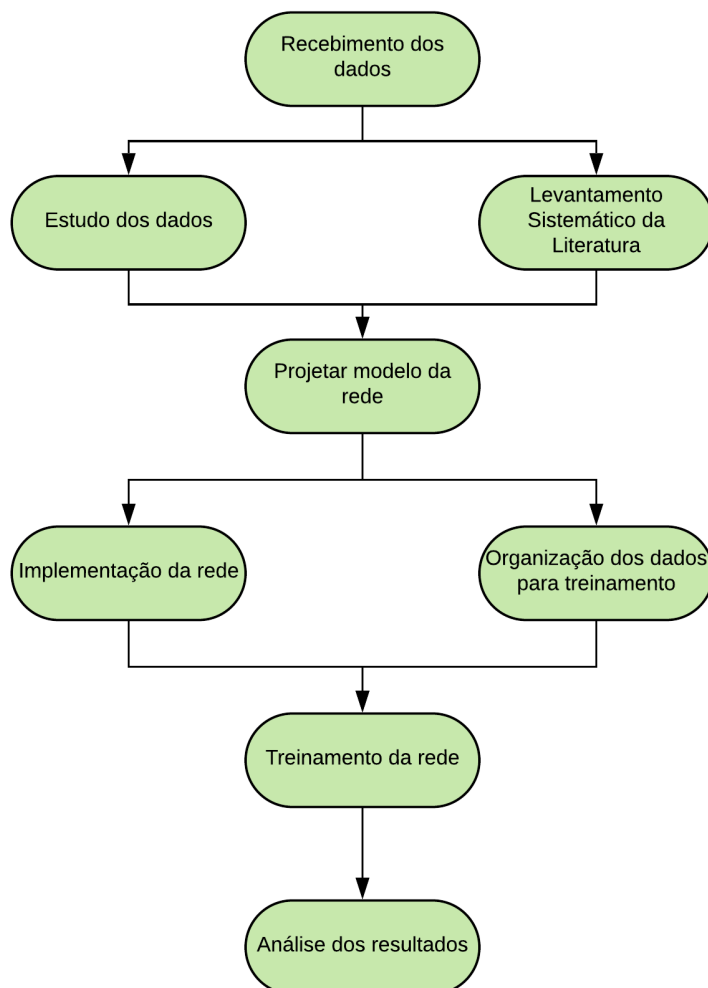 Recebimento dos
dados
Estudo dos dados
Levantamento
Sistemático da
Literatura
Projetar modelo da
rede
Implementação da rede
Organização dos dados
para treinamento
Treinamento da rede
Análise dos resultados